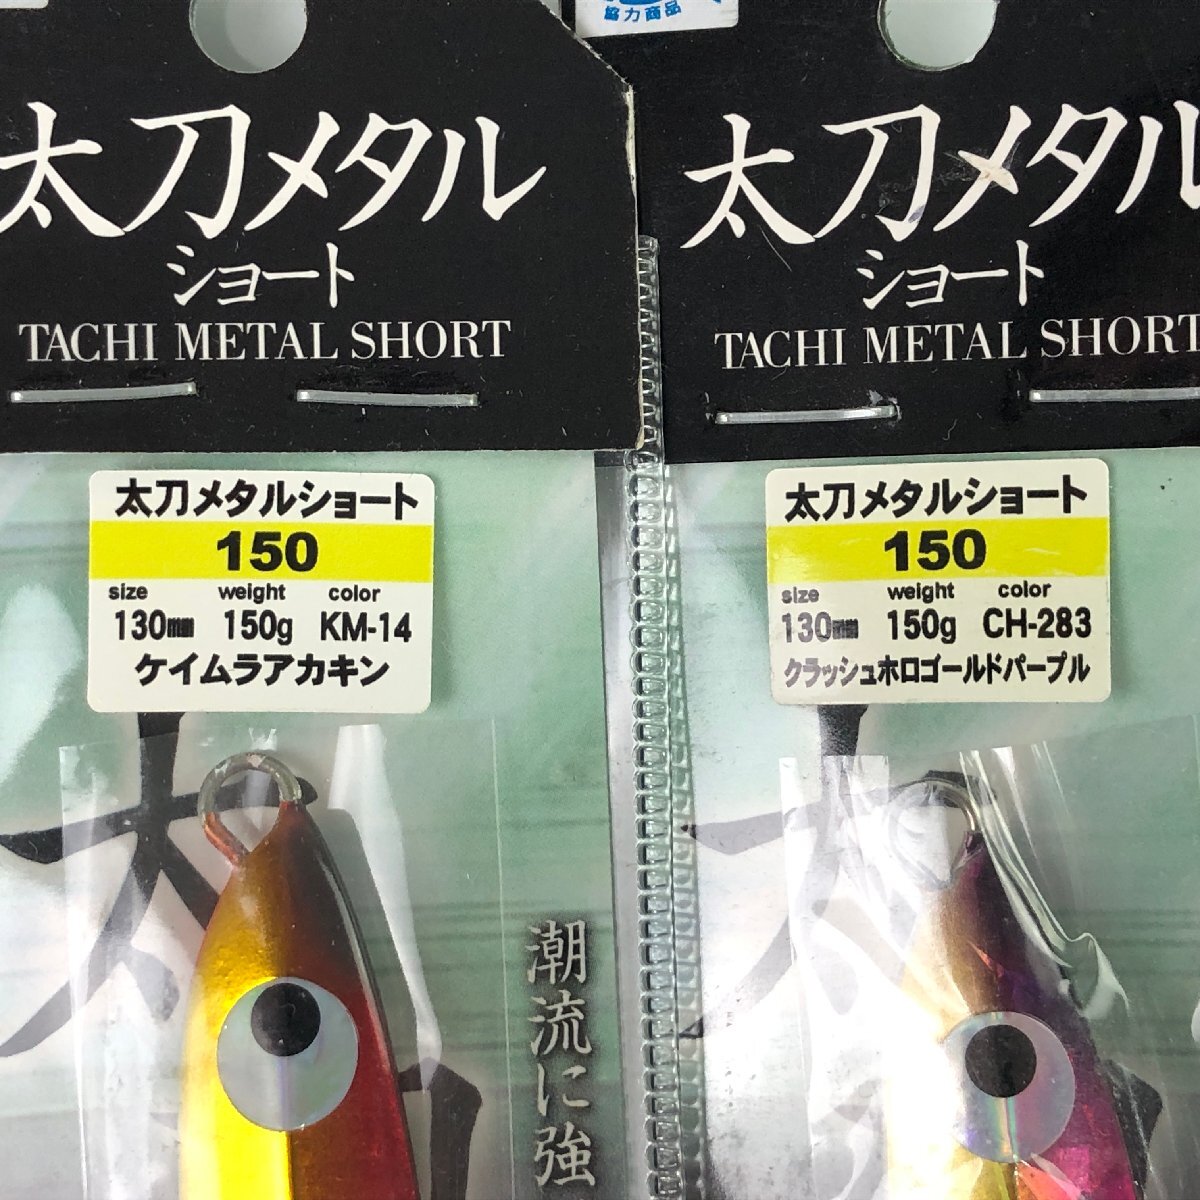 太刀メタル
ショート
TACHI METAL SHORT
太刀メタルショート
150
size weight color
130mm 150g KM-14
ケイムラアカキン
潮流に強
協力商品
太刀メタル
ショート
TACHI METAL SHORT
太刀メタルショート
150
size weight color
130mm 150g CH-283
クラッシュホロゴールドパープル